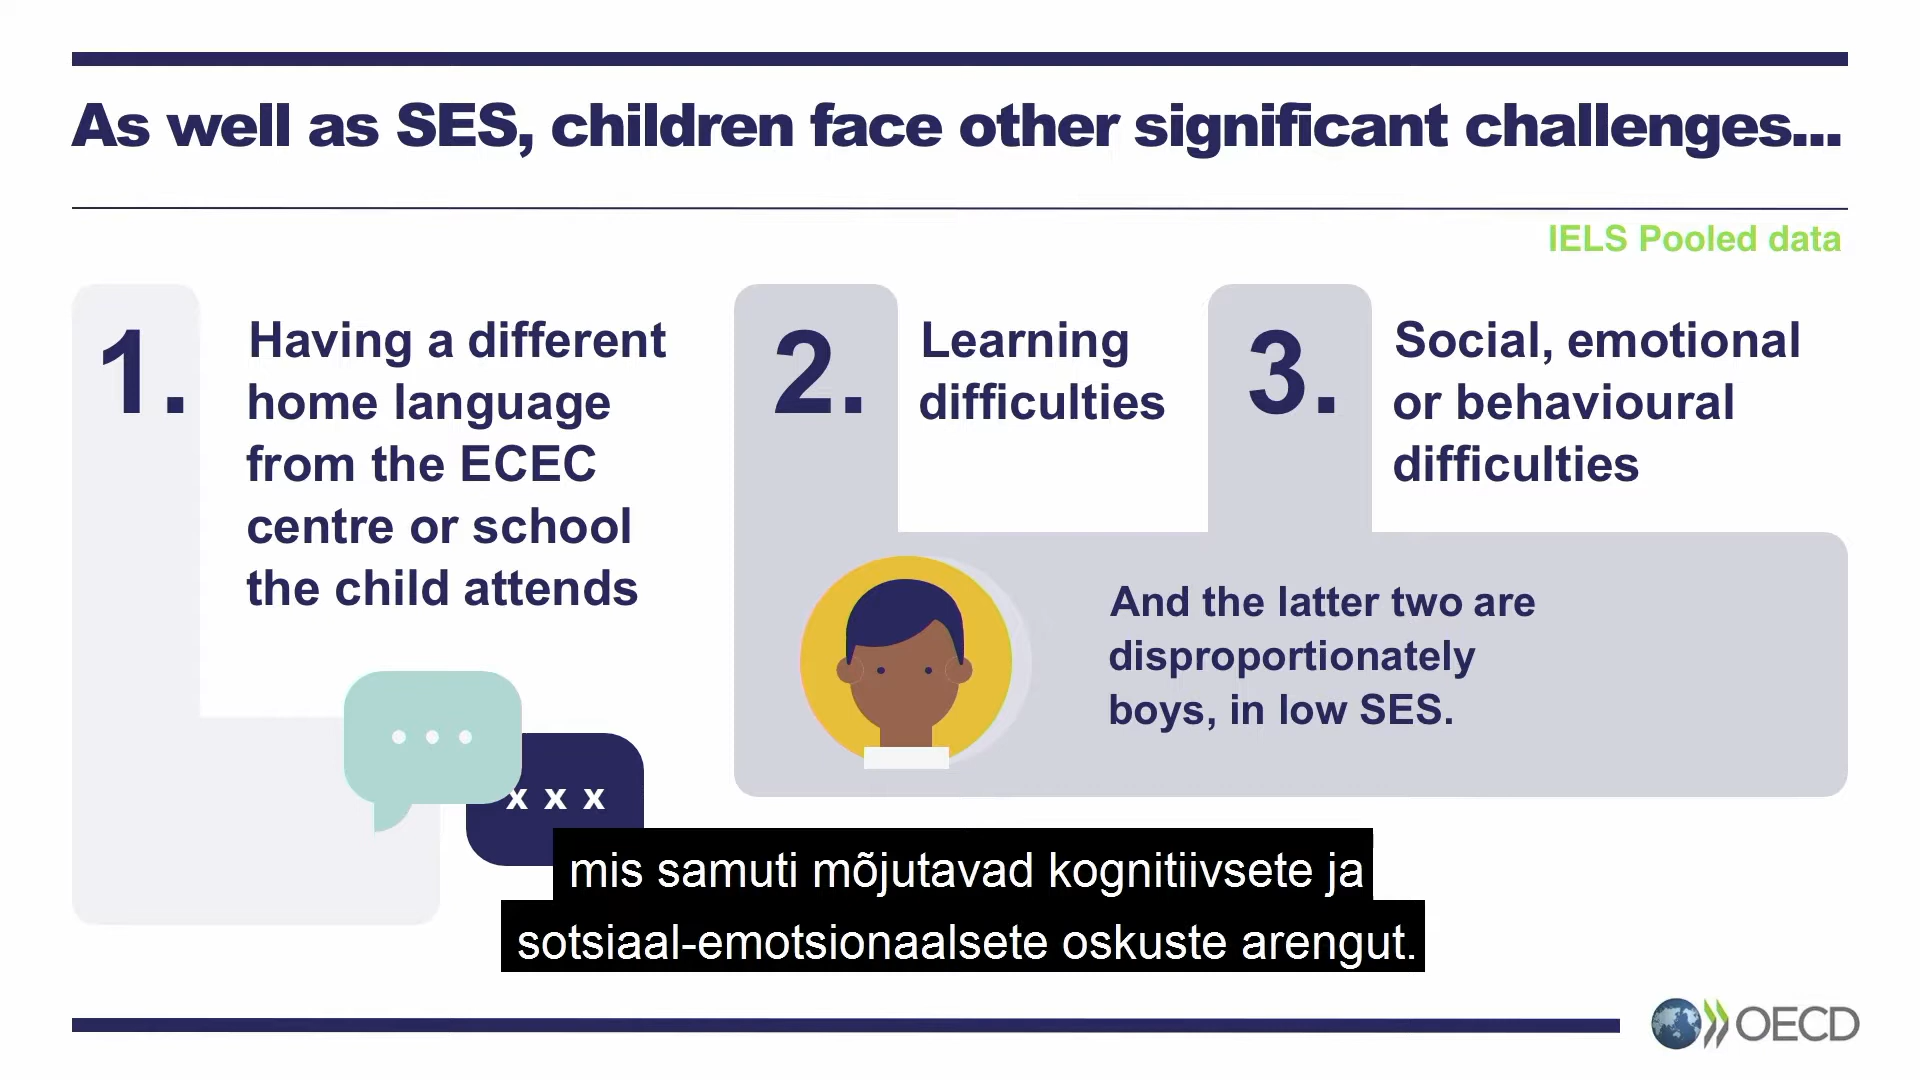 As well as SES, children face other significant challenges...
IELS Pooled data
1.
Having a different
home language
from the ECEC
centre or school
the child attends
2.
Learning
difficulties
3.
Social, emotional
or behavioural
difficulties
And the latter two are
disproportionately
boys, in low SES.
x x x
mis samuti mõjutavad kognitiivsete ja
sotsiaal-emotsionaalsete oskuste arengut.
OECD